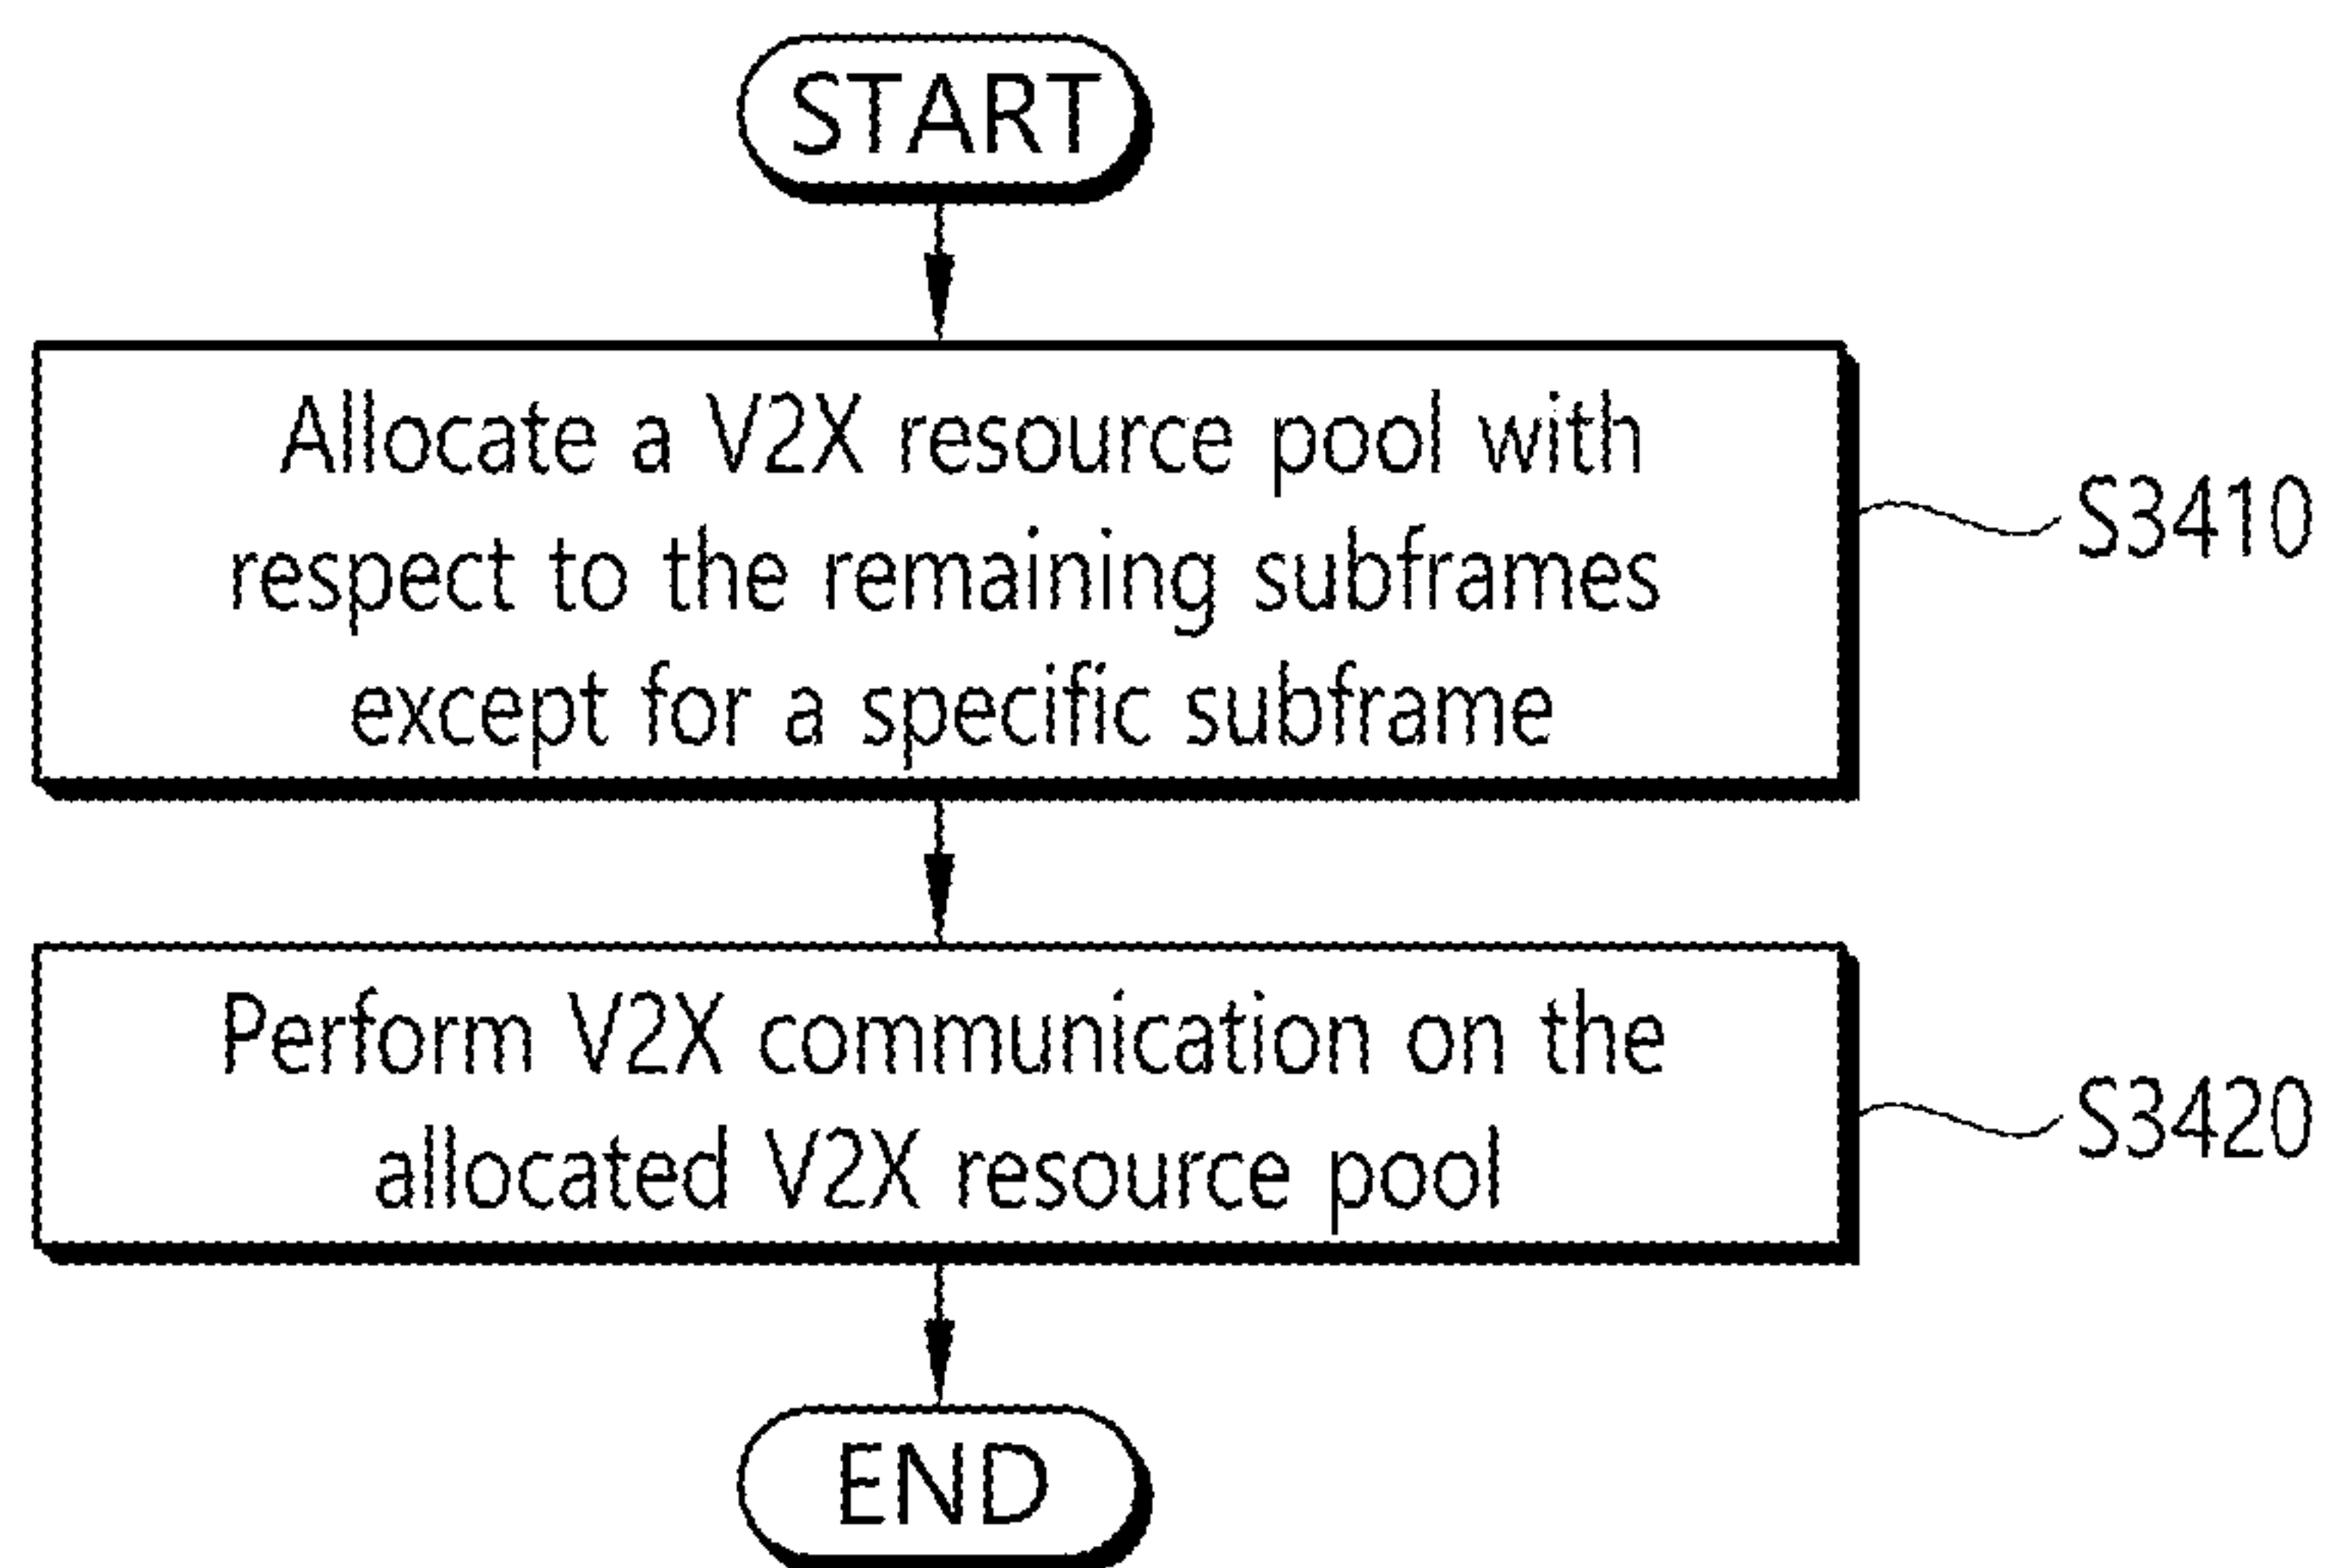 START
Allocate a V2X resource pool with
respect to the remaining subframes
except for a specific subframe
S3410
Perform V2X communication on the
allocated V2X resource pool
S3420
END